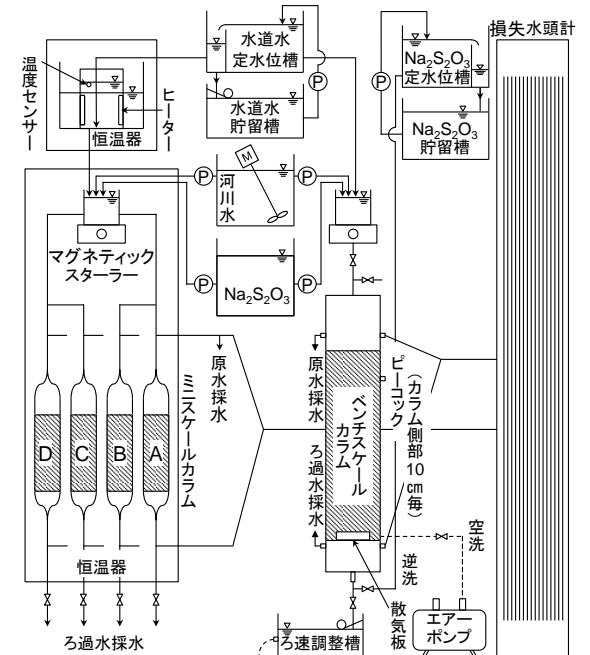 損失水頭計
水道水
定水位槽
Na₂S₂O₃
定水位槽
温度センサー
ヒーター
恒温器
P
P
水道水
貯留槽
Na₂S₂O₃
貯留槽
M
P
河川水
P
マグネティック
スターラー
P
Na₂S₂O₃
P
原水採水
原水採水
ピーコック
(カラム側部10cm毎)
ミニスケールカラム
ベンチスケール
カラム
D
C
B
A
ろ過水採水
空洗
恒温器
逆洗
散気板
ろ過水採水
ろ速調整槽
エアー
ポンプ